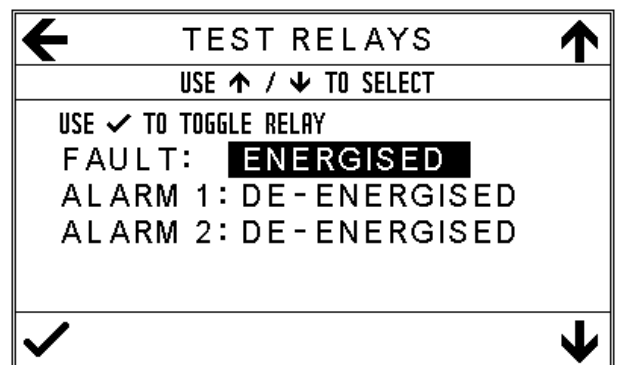 ← TEST RELAYS ↑
USE ↑ / ↓ TO SELECT
USE ✓ TO TOGGLE RELAY
FAULT: ENERGISED
ALARM 1: DE-ENERGISED
ALARM 2: DE-ENERGISED
✓ ↓